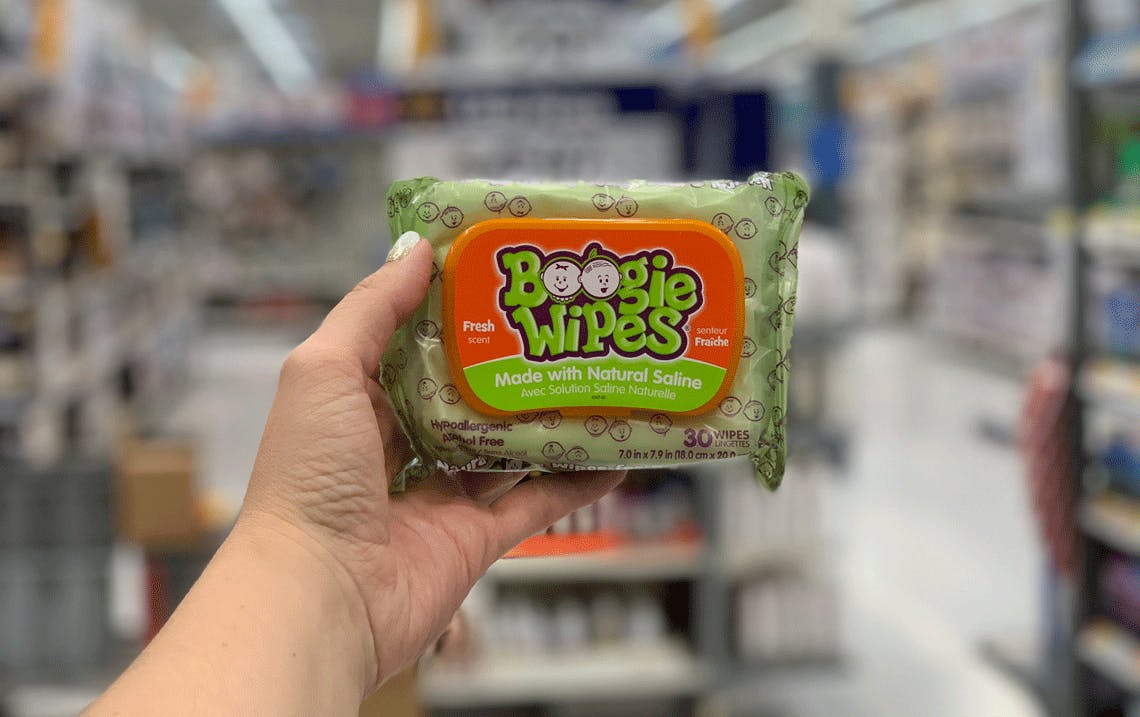 Boogie
Wipes
Fresh
scent
senteur
Fraîche
Made with Natural Saline
Avec Solution Saline Naturelle
Hypoallergenic
Alcohol Free
30 WIPES
LINGETTES
7.0 in x 7.9 in (18.0 cm x 20.0